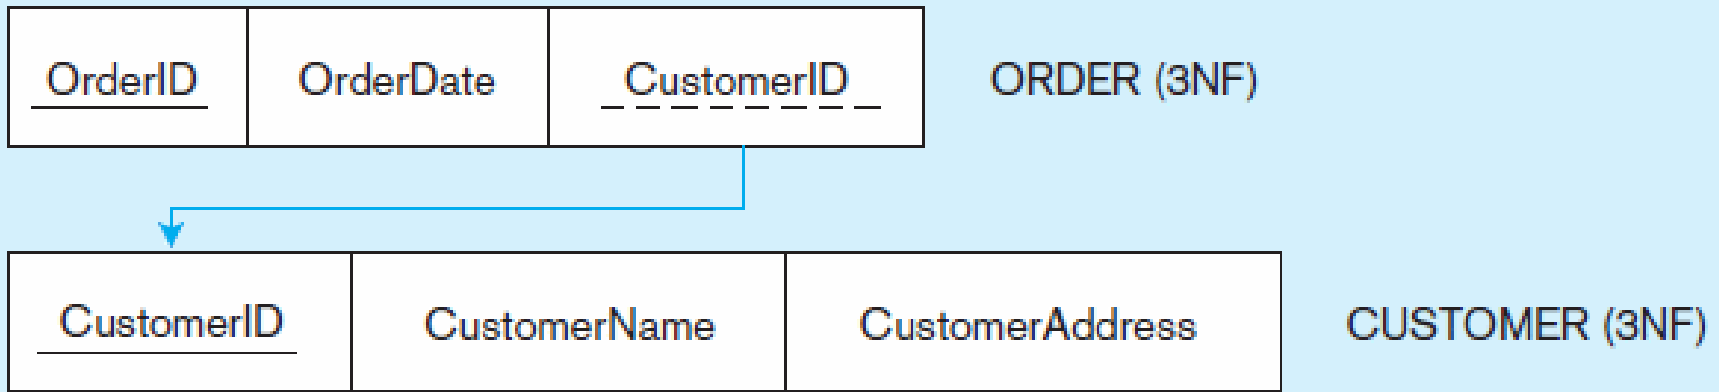 OrderID OrderDate CustomerID ORDER (3NF)
CustomerID CustomerName CustomerAddress CUSTOMER (3NF)